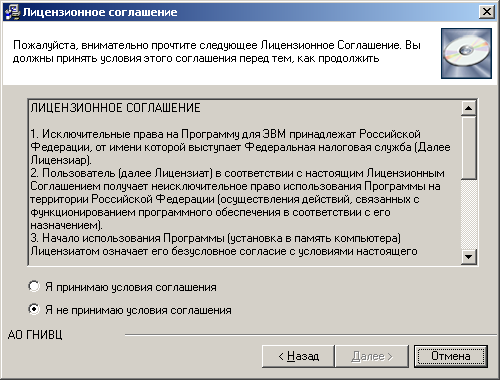 Лицензионное соглашение
Пожалуйста, внимательно прочтите следующее Лицензионное Соглашение. Вы
должны принять условия этого соглашения перед тем, как продолжить
ЛИЦЕНЗИОННОЕ СОГЛАШЕНИЕ
1. Исключительные права на Программу для ЭВМ принадлежат Российской
Федерации, от имени которой выступает Федеральная налоговая служба (Далее
Лицензиар).
2. Пользователь (далее Лицензиат) в соответствии с настоящим Лицензионным
Соглашением получает неисключительное право использования Программы на
территории Российской Федерации (осуществления действий, связанных с
функционированием программного обеспечения в соответствии с его
назначением).
3. Начало использования Программы (установка в память компьютера)
Лицензиатом означает его безусловное согласие с условиями настоящего
Я принимаю условия соглашения
Я не принимаю условия соглашения
АО ГНИВЦ
< Назад
Далее >
Отмена